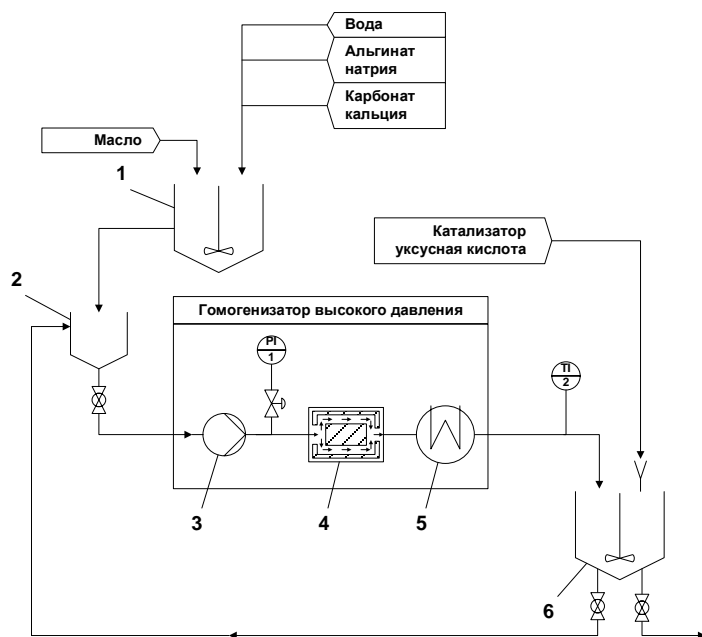 Вода
Альгинат
натрия
Карбонат
кальция
Масло
1
Катализатор
уксусная кислота
2
Гомогенизатор высокого давления
PI
1
TI
2
3
4
5
6